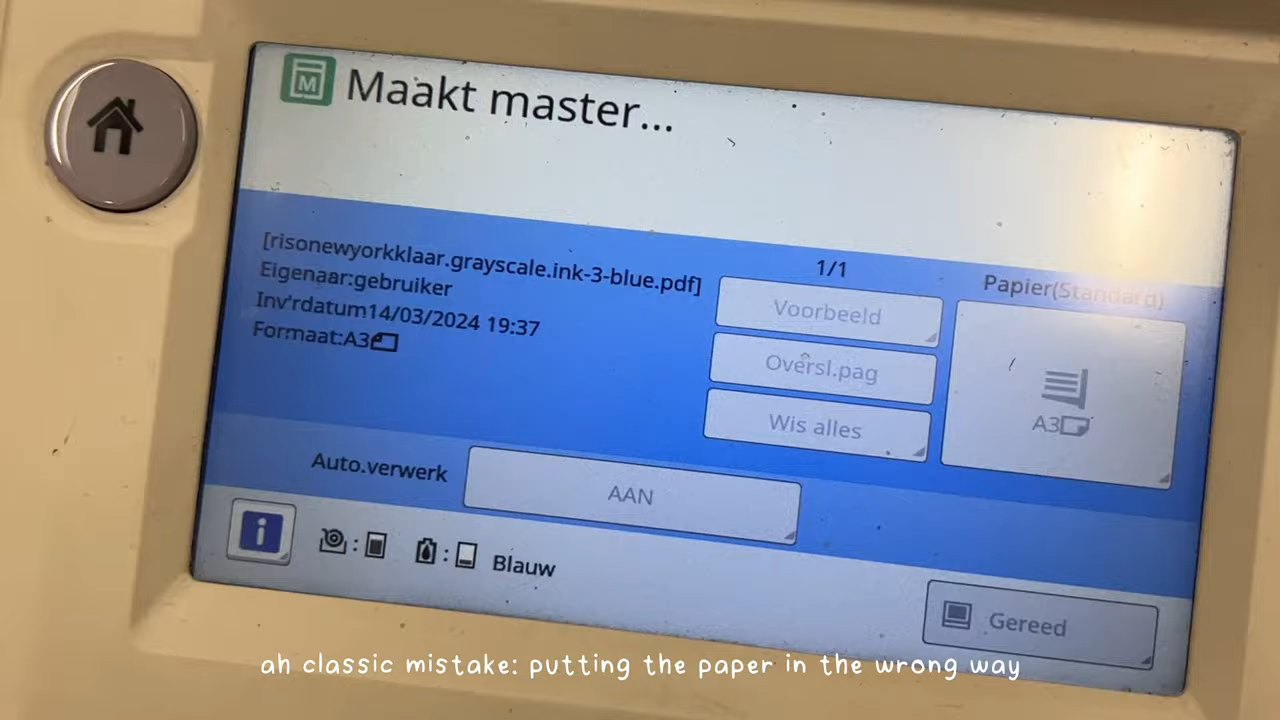 Maakt master...
[risonewyorkklaar.grayscale.ink-3-blue.pdf]
Eigenaar:gebruiker
Inv'rdatum14/03/2024 19:37
Formaat:A3
1/1
Voorbeeld
Oversl.pag
Wis alles
Papier(Standard)
A3
Auto.verwerk
AAN
Blauw
Gereed
ah classic mistake: putting the paper in the wrong way